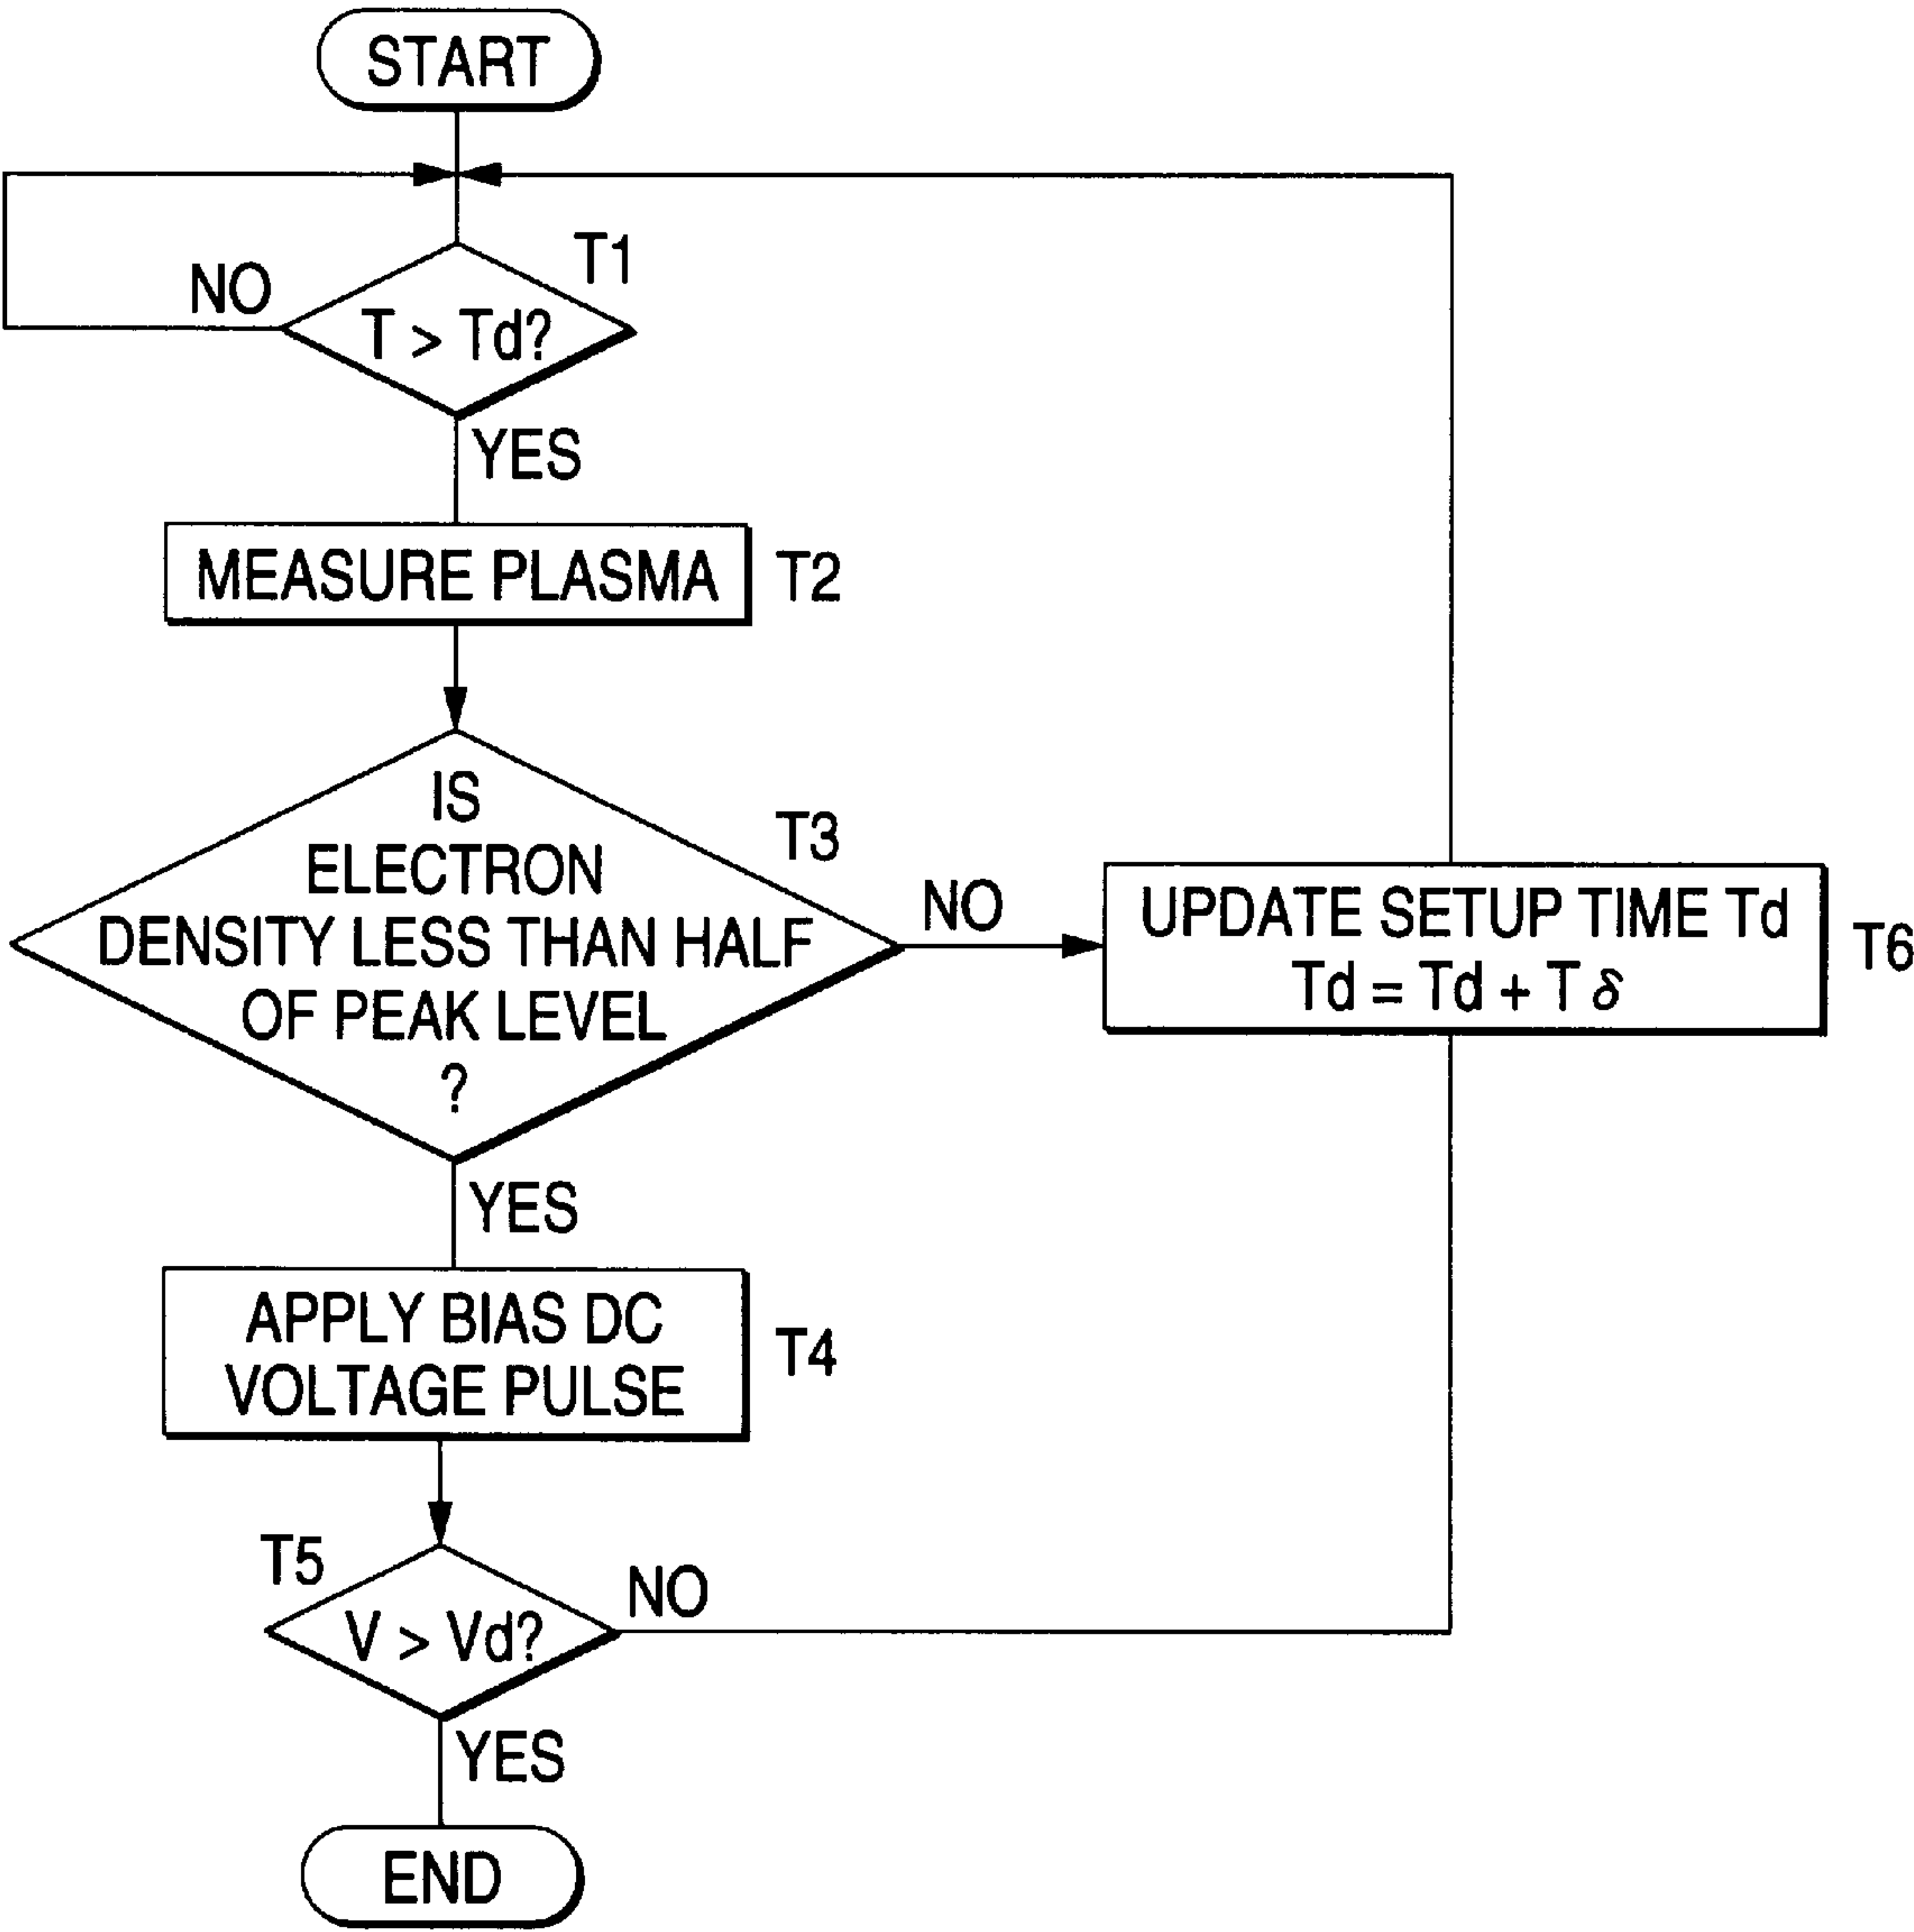 START
T1
NO
T > Td?
YES
MEASURE PLASMA
T2
IS
ELECTRON
DENSITY LESS THAN HALF
OF PEAK LEVEL
?
T3
NO
UPDATE SETUP TIME Td
Td = Td + T δ
T6
YES
APPLY BIAS DC
VOLTAGE PULSE
T4
T5
V > Vd?
NO
YES
END